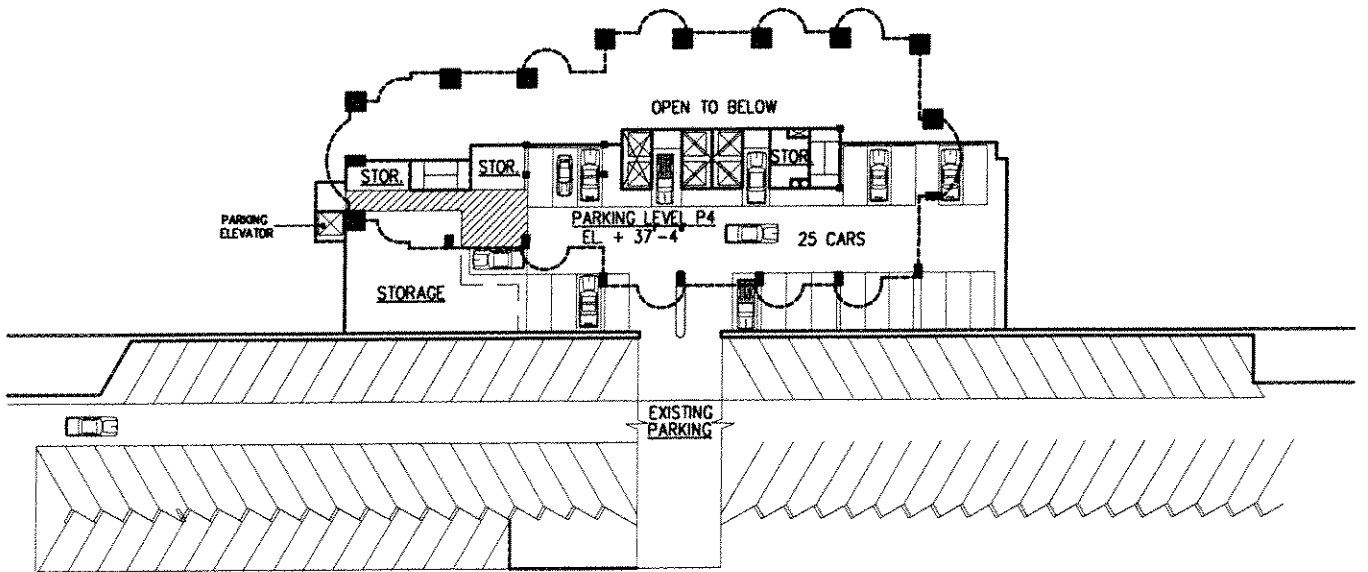 OPEN TO BELOW
STOR.
STOR.
STOR.
PARKING
ELEVATOR
PARKING LEVEL P4
EL. + 37'-4"
25 CARS
STORAGE
EXISTING
PARKING